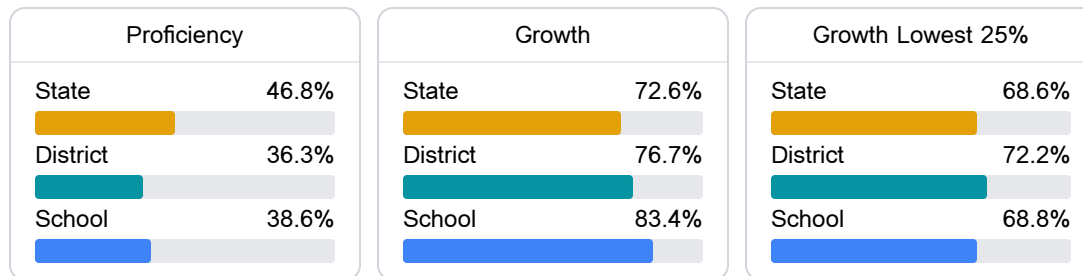 Proficiency
State 46.8%
District 36.3%
School 38.6%
Growth
State 72.6%
District 76.7%
School 83.4%
Growth Lowest 25%
State 68.6%
District 72.2%
School 68.8%